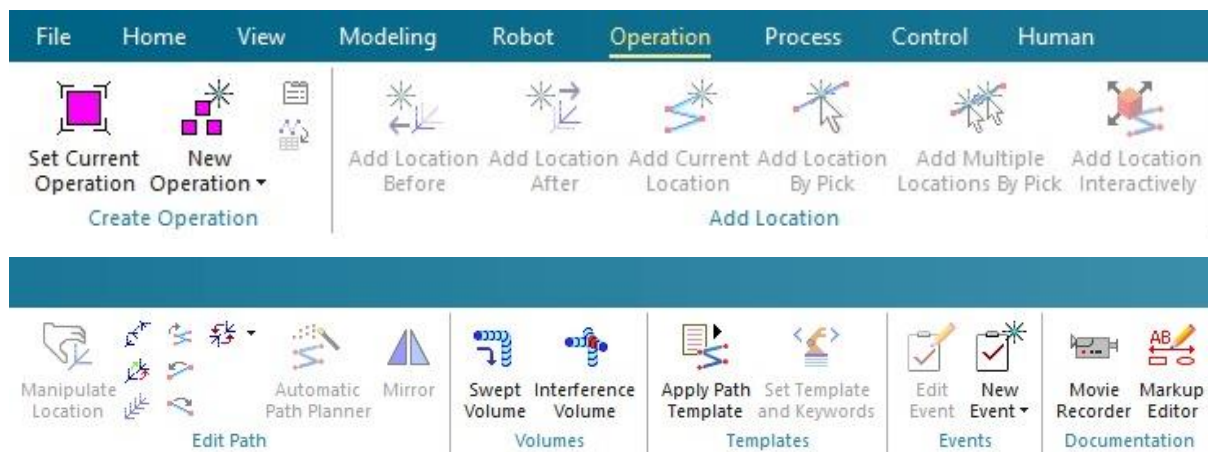 File Home View Modeling Robot Operation Process Control Human
Set Current New Add Location Add Location Add Current Add Location Add Multiple Add Location
Operation Operation Before After Location By Pick Locations By Pick Interactively
Create Operation Add Location
AB
Manipulate Automatic Mirror Swept Interference Apply Path Set Template Edit New Movie Markup
Location Path Planner Volume Volume Template and Keywords Event Event Recorder Editor
Edit Path Volumes Templates Events Documentation